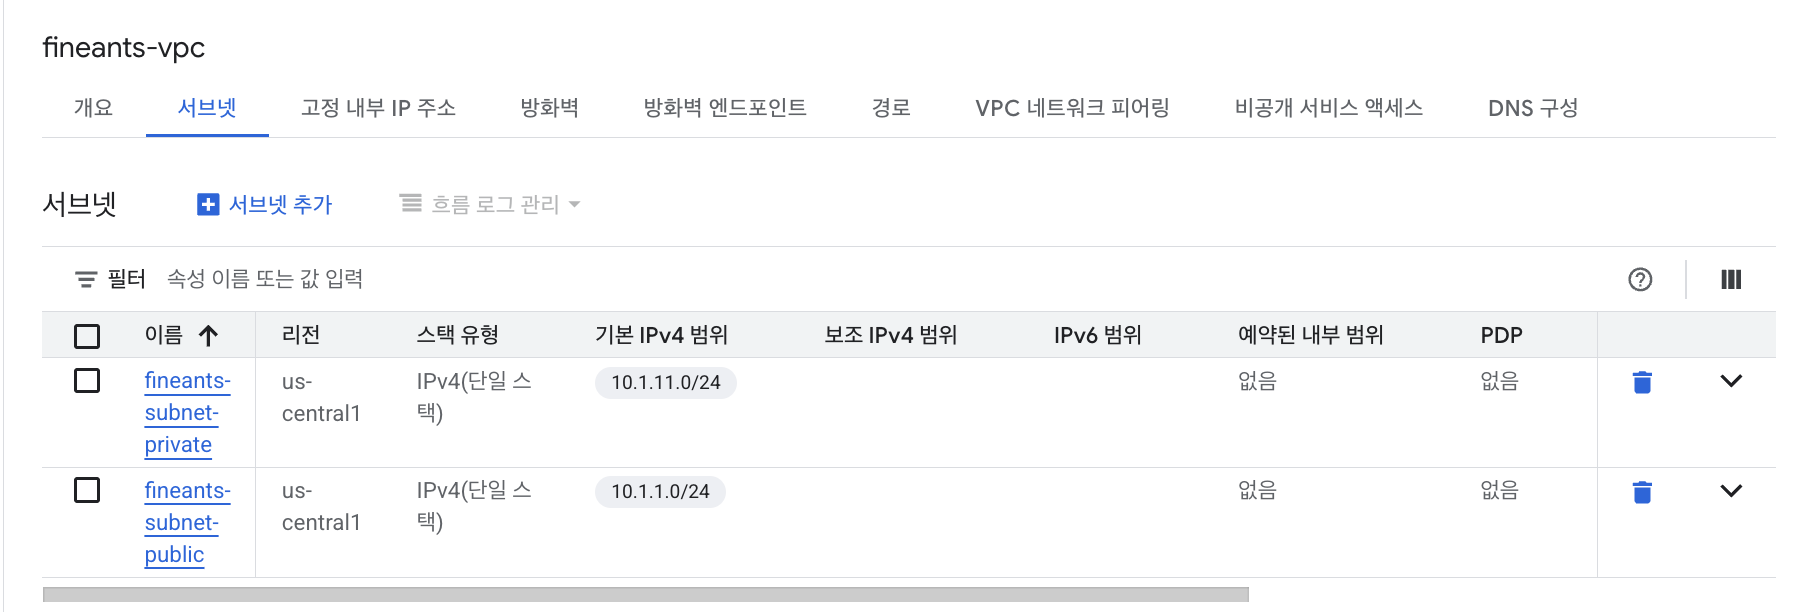 fineants-vpc
개요 서브넷 고정 내부 IP 주소 방화벽 방화벽 엔드포인트 경로 VPC 네트워크 피어링 비공개 서비스 액세스 DNS 구성
서브넷 서브넷 추가 흐름 로그 관리
필터 속성 이름 또는 값 입력
이름 리전 스택 유형 기본 IPv4 범위 보조 IPv4 범위 IPv6 범위 예약된 내부 범위 PDP
fineants- us- IPv4(단일 스 10.1.11.0/24 없음 없음
subnet- central1 택)
private
fineants- us- IPv4(단일 스 10.1.1.0/24 없음 없음
subnet- central1 택)
public